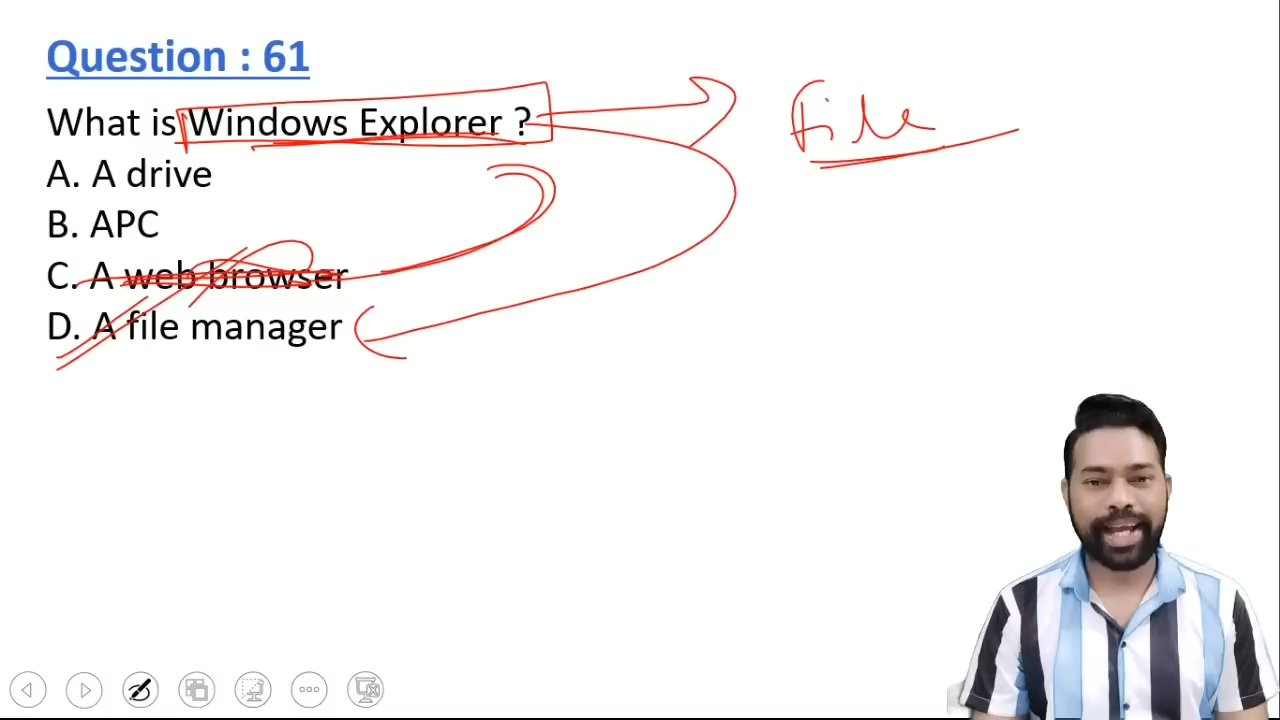 Question : 61
What is Windows Explorer ?
File
A. A drive
B. APC
C. A web browser
D. A file manager